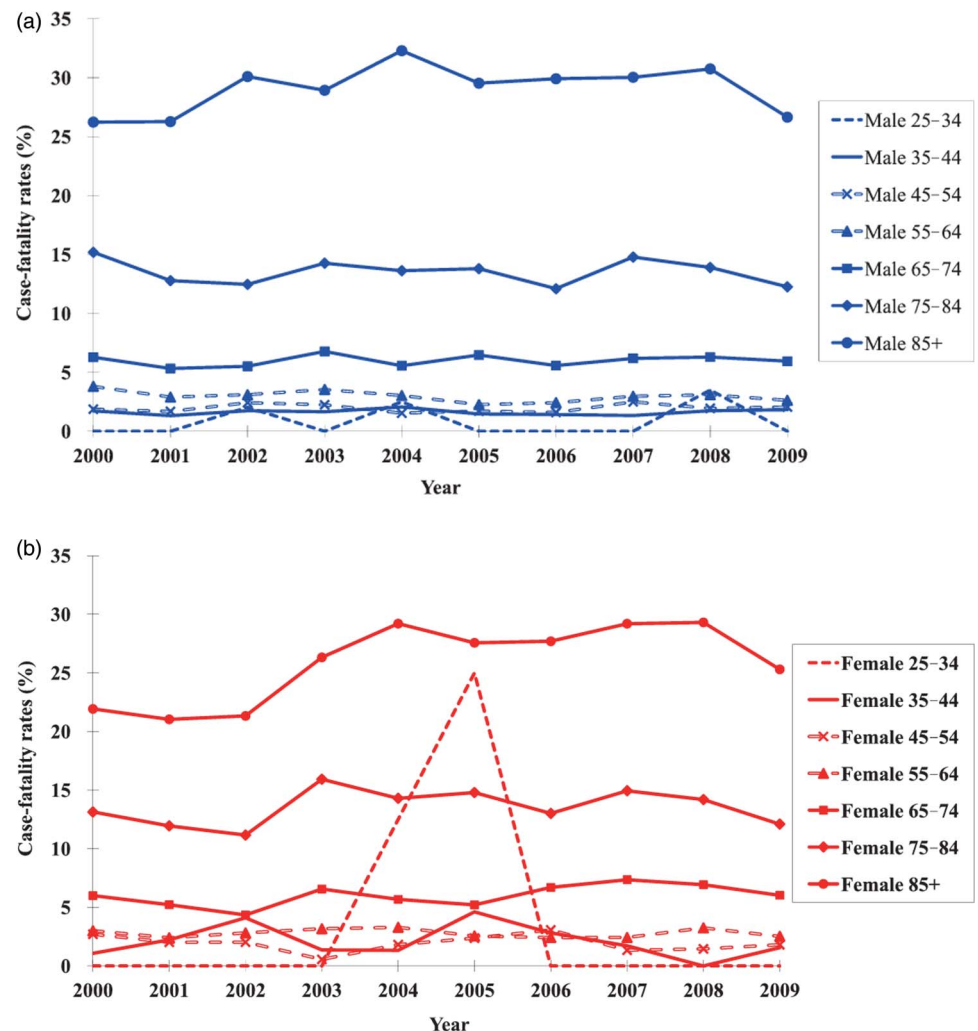 (a)
35
30
25
20
15
10
5
0
Case-fatality rates (%)
2000 2001 2002 2003 2004 2005 2006 2007 2008 2009
Year
Male 25–34
Male 35–44
Male 45–54
Male 55–64
Male 65–74
Male 75–84
Male 85+
(b)
35
30
25
20
15
10
5
0
Case-fatality rates (%)
2000 2001 2002 2003 2004 2005 2006 2007 2008 2009
Year
Female 25–34
Female 35–44
Female 45–54
Female 55–64
Female 65–74
Female 75–84
Female 85+